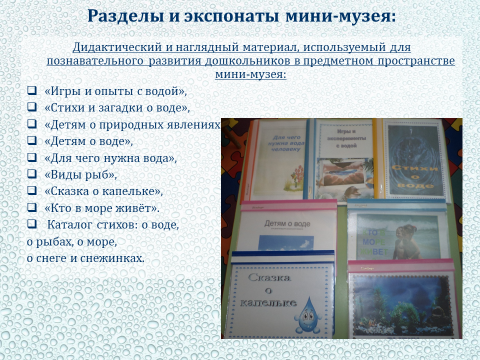 Разделы и экспонаты мини-музея:
Дидактический и наглядный материал, используемый для
познавательного развития дошкольников в предметном пространстве
мини-музея:
«Игры и опыты с водой»,
«Стихи и загадки о воде»,
«Детям о природных явлениях
«Детям о воде»,
«Для чего нужна вода»,
«Виды рыб»,
«Сказка о капельке»,
«Кто в море живёт».
Каталог стихов: о воде,
о рыбах, о море,
о снеге и снежинках.
Для чего
нужна вода
человеку
Игры и
эксперименты
с водой
Стихи
о
воде
Детям о воде
Сказка
о
капельке